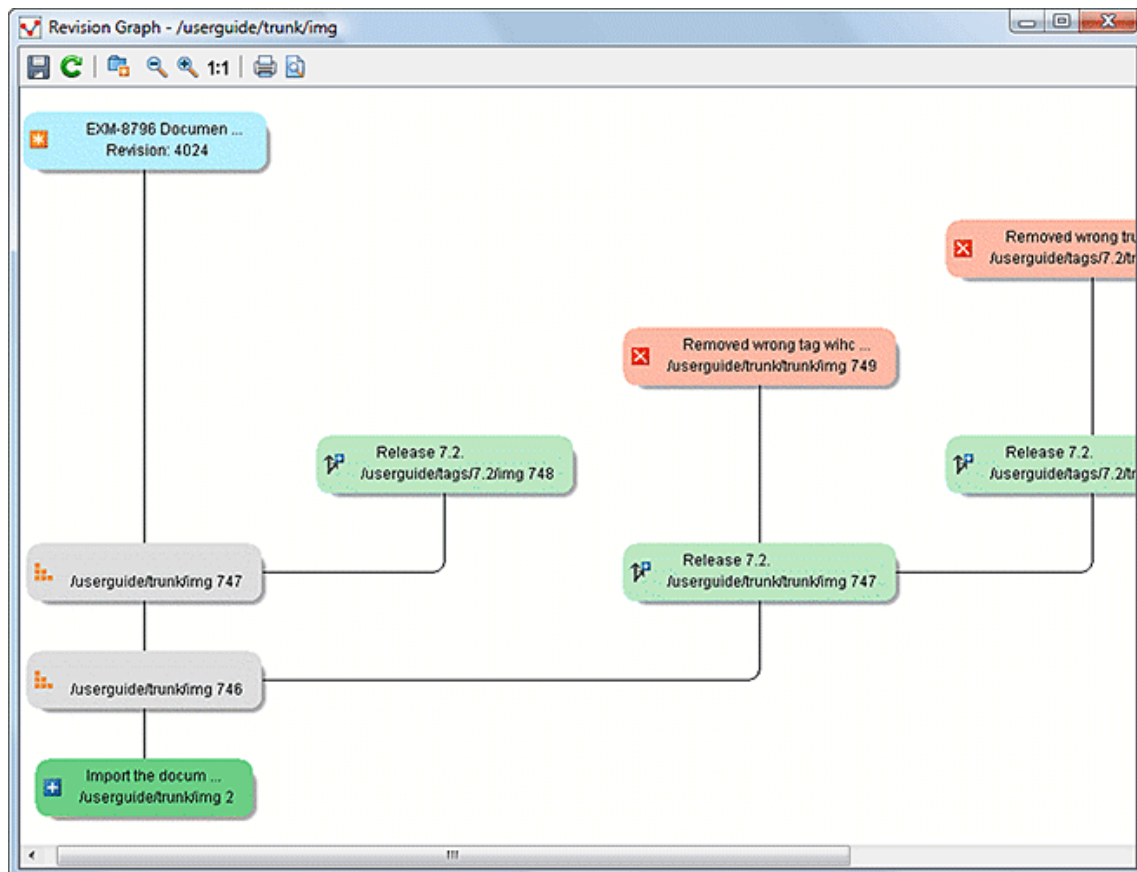 Revision Graph - /userguide/trunk/img
1:1
EXM-8796 Documen ...
Revision: 4024
Removed wrong tru
/userguide/tags/7.2/tr
Removed wrong tag wihc ...
/userguide/trunk/trunk/img 749
Release 7.2.
/userguide/tags/7.2/img 748
Release 7.2.
/userguide/tags/7.2/tr
/userguide/trunk/img 747
Release 7.2.
/userguide/trunk/trunk/img 747
/userguide/trunk/img 746
Import the docum ...
/userguide/trunk/img 2